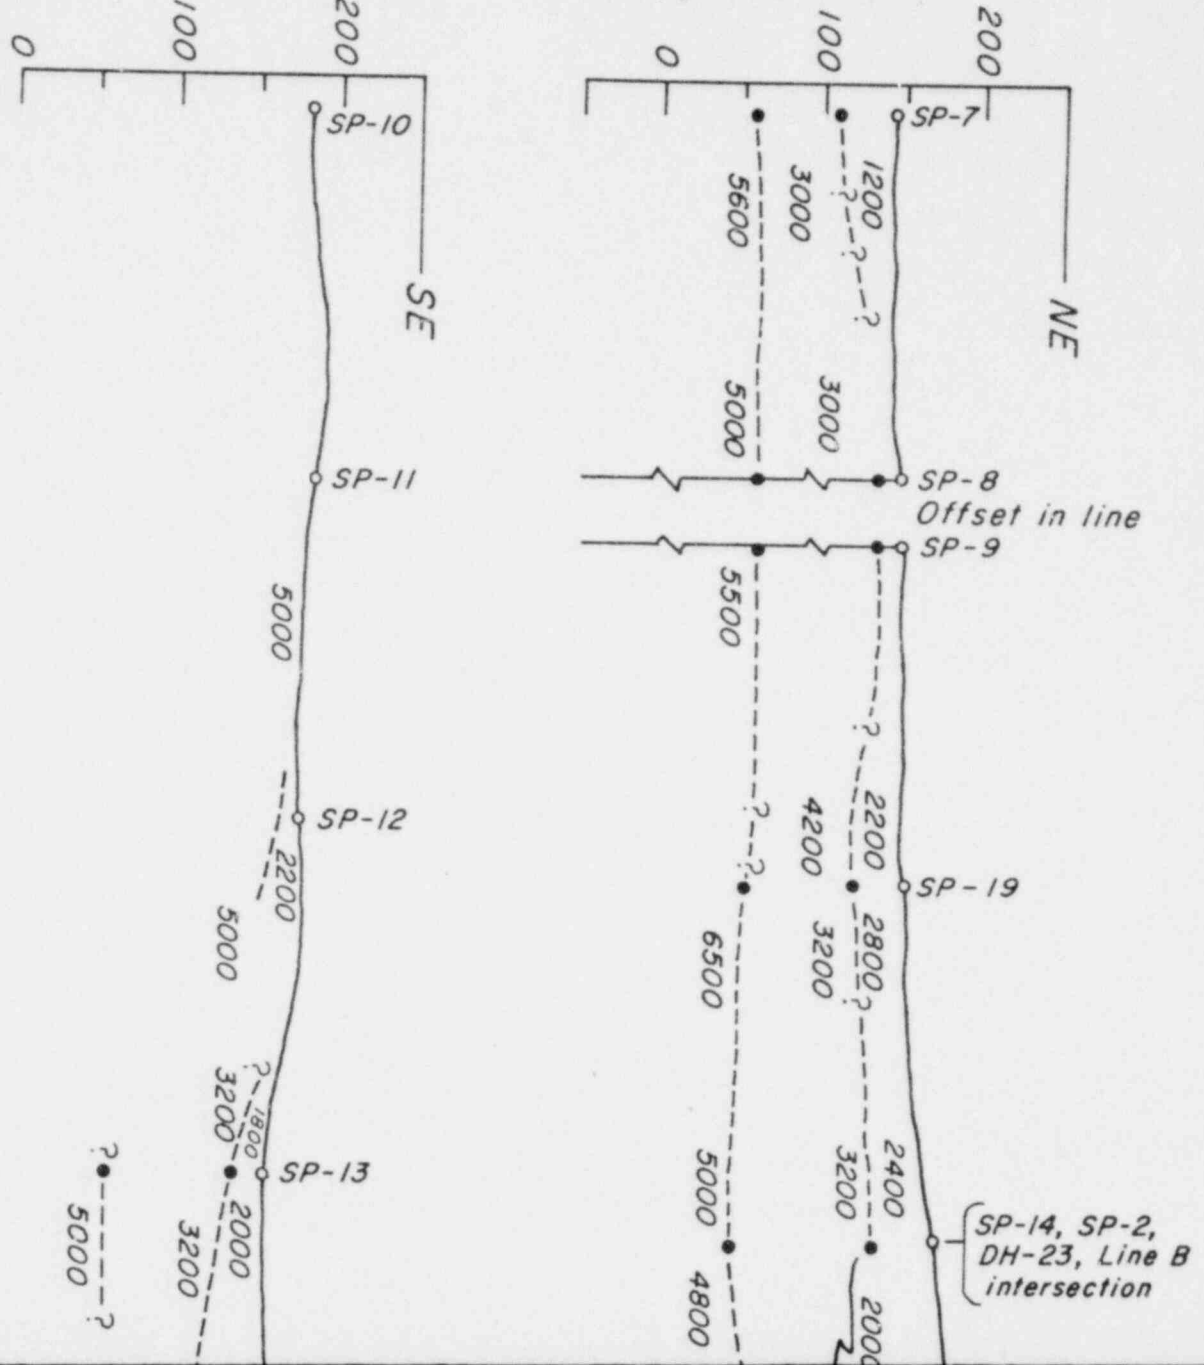 0
100
200
SP-10
SE
SP-11
5000
SP-12
2200
5000
?
1800
3200
SP-13
2000
3200
?
5000
?
0
100
200
NE
SP-7
1200
3000
5600
?
?
?
3000
5000
SP-8
Offset in line
SP-9
5500
?
2200
4200
?
?
SP-19
2800
3200
?
6500
2400
3200
5000
SP-14, SP-2,
DH-23, Line B
intersection
2000
4800